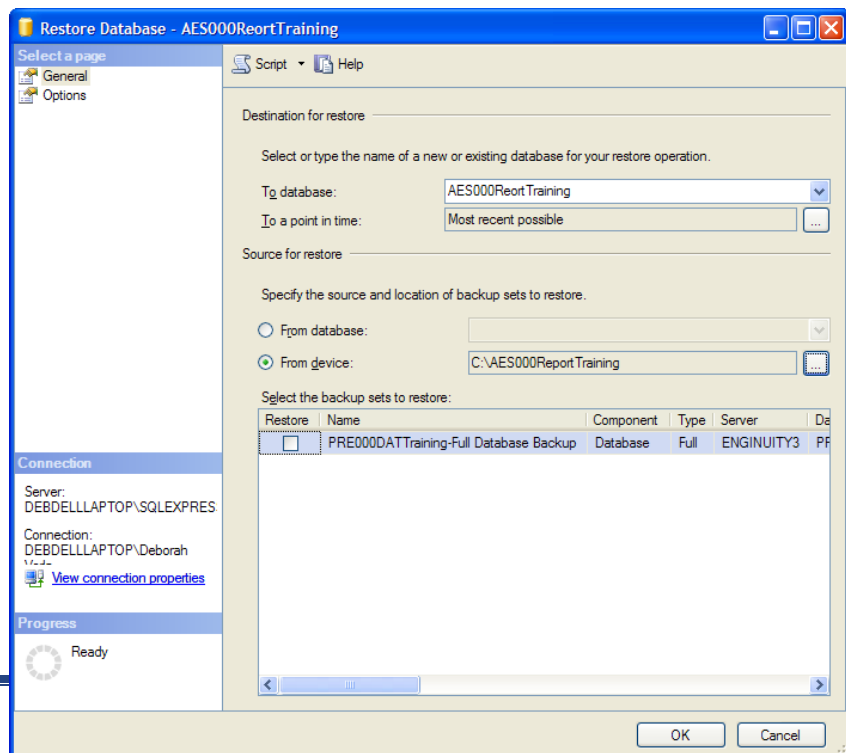 Restore Database - AES000ReortTraining
Select a page
General
Options
Script
Help
Destination for restore
Select or type the name of a new or existing database for your restore operation.
To database:
AES000ReortTraining
To a point in time:
Most recent possible
...
Source for restore
Specify the source and location of backup sets to restore.
From database:
From device:
C:\AES000ReportTraining
...
Select the backup sets to restore:
Restore Name Component Type Server Da
PRE000DATTraining-Full Database Backup Database Full ENGINUITY3
Connection
Server:
DEBDELLLAPTOP\SQLEXPRES
Connection:
DEBDELLLAPTOP\Deborah
View connection properties
Progress
Ready
OK
Cancel